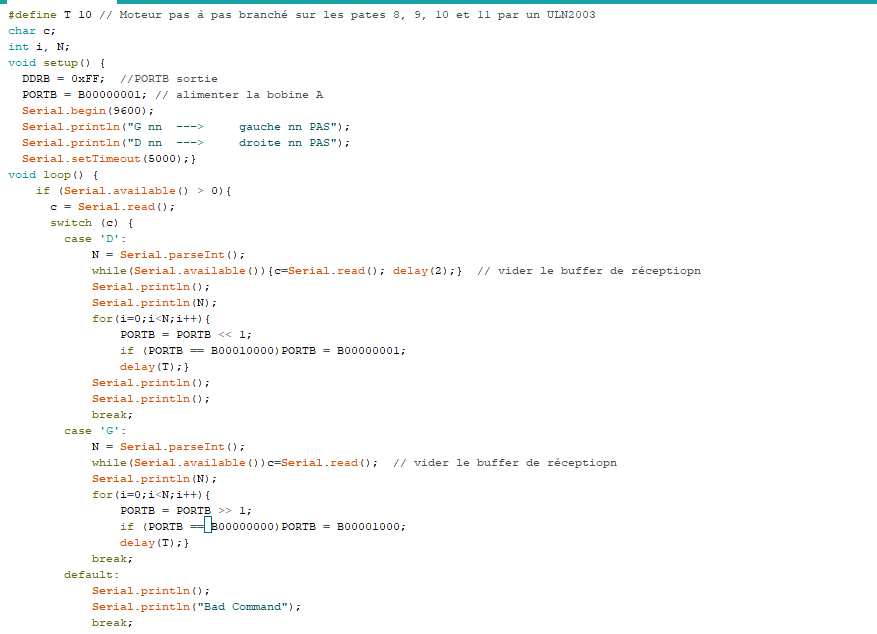 #define T 10 // Moteur pas à pas branché sur les pates 8, 9, 10 et 11 par un ULN2003
char c;
int i, N;
void setup() {
  DDRB = 0xFF;  //PORTB sortie
  PORTB = B00000001; // alimenter la bobine A
  Serial.begin(9600);
  Serial.println("G nn  --->     gauche nn PAS");
  Serial.println("D nn  --->     droite nn PAS");
  Serial.setTimeout(5000);}
void loop() {
    if (Serial.available() > 0){
      c = Serial.read();
      switch (c) {
        case 'D':
            N = Serial.parseInt();
            while(Serial.available()){c=Serial.read(); delay(2);}  // vider le buffer de réceptiopn
            Serial.println();
            Serial.println(N);
            for(i=0;i<N;i++){
                PORTB = PORTB << 1;
                if (PORTB == B00010000)PORTB = B00000001;
                delay(T);}
            Serial.println();
            Serial.println();
            break;
        case 'G':
            N = Serial.parseInt();
            while(Serial.available())c=Serial.read();  // vider le buffer de réceptiopn
            Serial.println(N);
            for(i=0;i<N;i++){
                PORTB = PORTB >> 1;
                if (PORTB == B00000000)PORTB = B00001000;
                delay(T);}
            break;
        default:
            Serial.println();
            Serial.println("Bad Command");
            break;